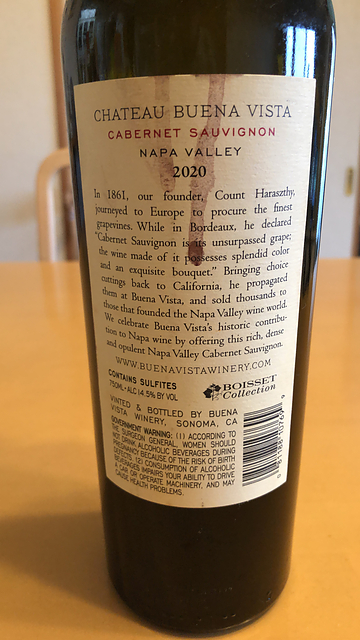 CHATEAU BUENA VISTA
CABERNET SAUVIGNON
NAPA VALLEY
2020
In 1861, our founder, Count Haraszthy,
journeyed to Europe to procure the finest
grapevines. While in Bordeaux, he declared
"Cabernet Sauvignon is its unsurpassed grape;
the wine made of it possesses splendid color
and an exquisite bouquet." Bringing choice
cuttings back to California, he propagated
them at Buena Vista, and sold thousands to
those that founded the Napa Valley wine world.
We celebrate Buena Vista's historic contribu-
tion to Napa wine by offering this rich, dense
and opulent Napa Valley Cabernet Sauvignon.
WWW.BUENAVISTAWINERY.COM
CONTAINS SULFITES
750ML - ALC 14.5% BY VOL
BOISSET
Collection
VINTED & BOTTLED BY BUENA
VISTA WINERY, SONOMA, CA
GOVERNMENT WARNING: (1) ACCORDING TO
THE SURGEON GENERAL, WOMEN SHOULD
NOT DRINK ALCOHOLIC BEVERAGES DURING
PREGNANCY BECAUSE OF THE RISK OF BIRTH
DEFECTS. (2) CONSUMPTION OF ALCOHOLIC
BEVERAGES IMPAIRS YOUR ABILITY TO DRIVE
A CAR OR OPERATE MACHINERY, AND MAY
CAUSE HEALTH PROBLEMS.